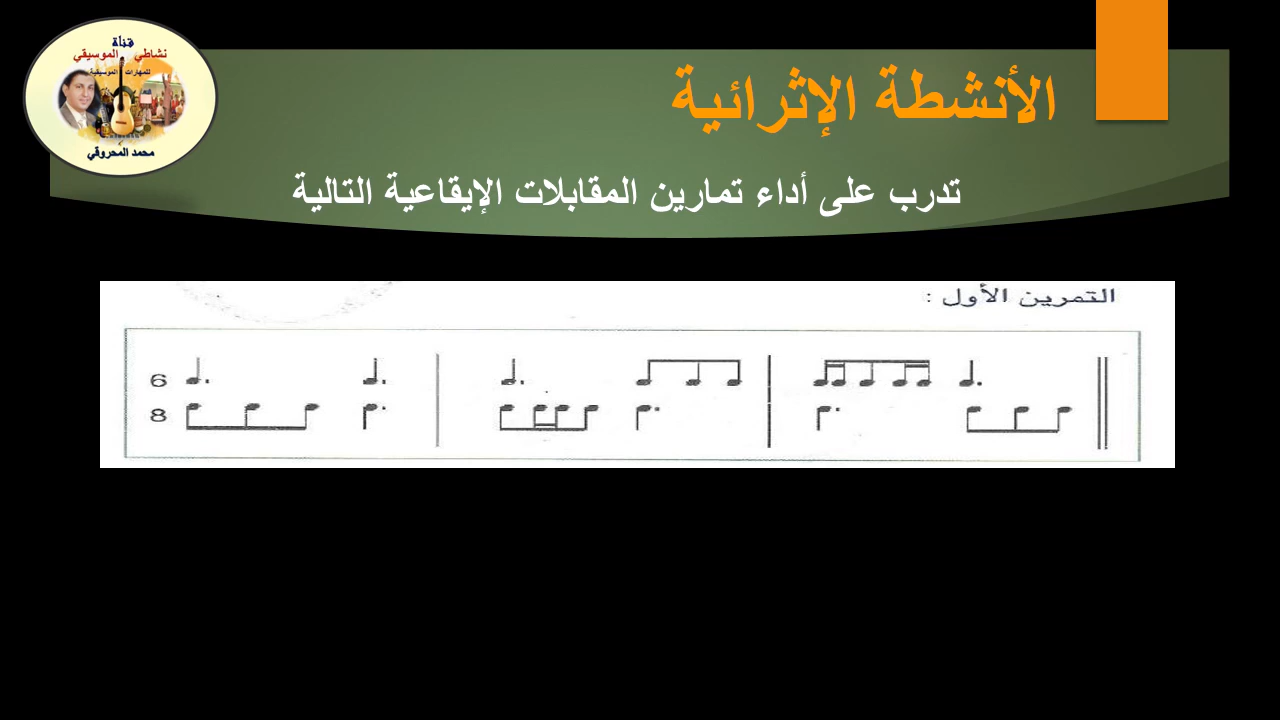 قناة
نشاطي الموسيقي
للمهارات الموسيقية
محمد المحروقي
الأنشطة الإثرائية
تدرب على أداء تمارين المقابلات الإيقاعية التالية
التمرين الأول :
6
8